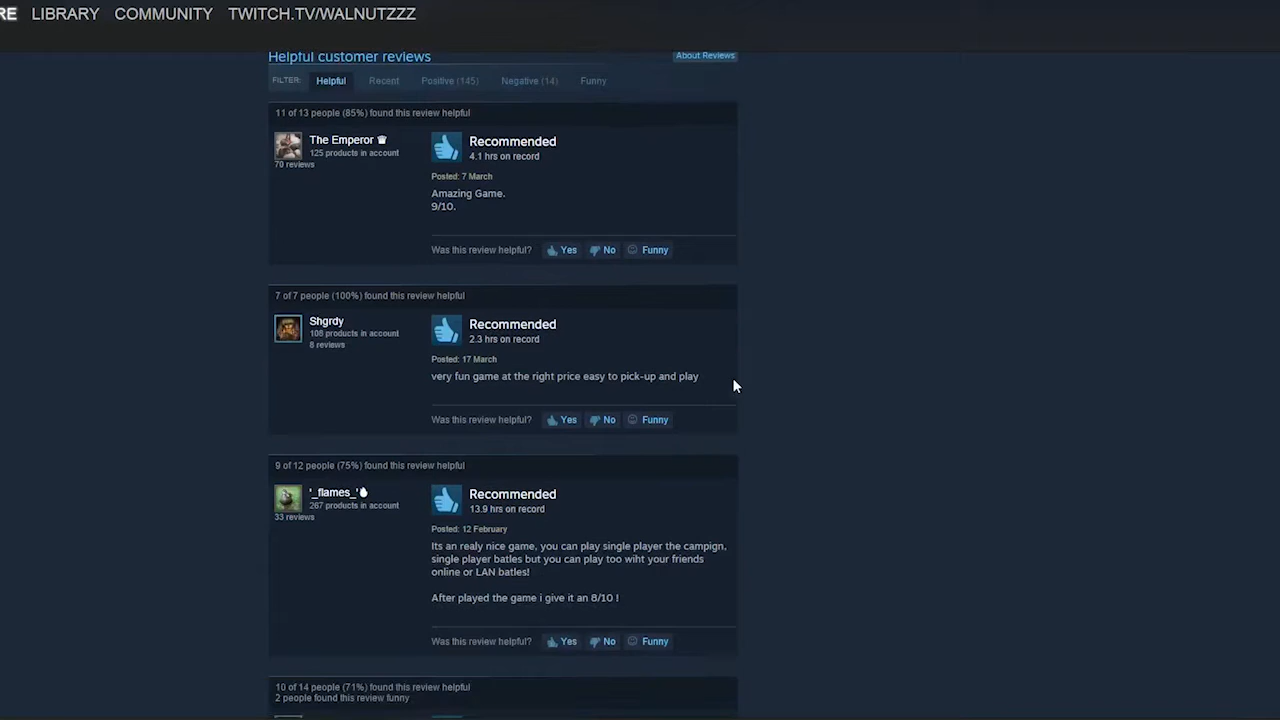 RE LIBRARY COMMUNITY TWITCH.TV/WALNUTZZZ
Helpful customer reviews
About Reviews
FILTER: Helpful Recent Positive (145) Negative (14) Funny
11 of 13 people (85%) found this review helpful
The Emperor
125 products in account
70 reviews
Recommended
4.1 hrs on record
Posted: 7 March
Amazing Game.
9/10.
Was this review helpful? Yes No Funny
7 of 7 people (100%) found this review helpful
Shgrdy
108 products in account
8 reviews
Recommended
2.3 hrs on record
Posted: 17 March
very fun game at the right price easy to pick-up and play
Was this review helpful? Yes No Funny
9 of 12 people (75%) found this review helpful
'_flames_'
267 products in account
33 reviews
Recommended
13.9 hrs on record
Posted: 12 February
Its an realy nice game, you can play single player the campign,
single player batles but you can play too wiht your friends
online or LAN batles!
After played the game i give it an 8/10 !
Was this review helpful? Yes No Funny
10 of 14 people (71%) found this review helpful
2 people found this review funny